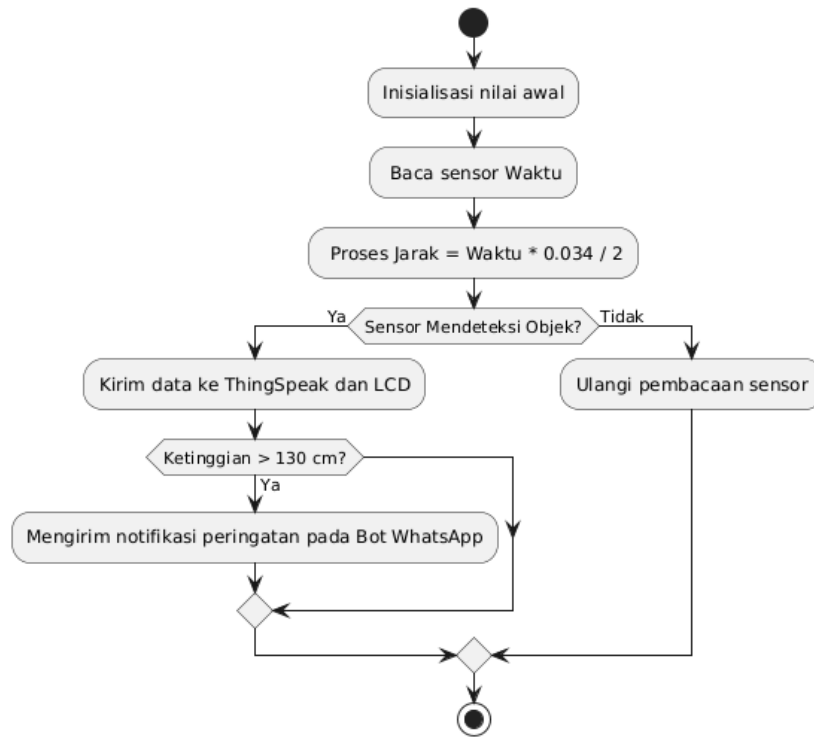 Inisialisasi nilai awal
Baca sensor Waktu
Proses Jarak = Waktu * 0.034 / 2
Ya
Sensor Mendeteksi Objek?
Tidak
Kirim data ke ThingSpeak dan LCD
Ulangi pembacaan sensor
Ketinggian > 130 cm?
Ya
Mengirim notifikasi peringatan pada Bot WhatsApp